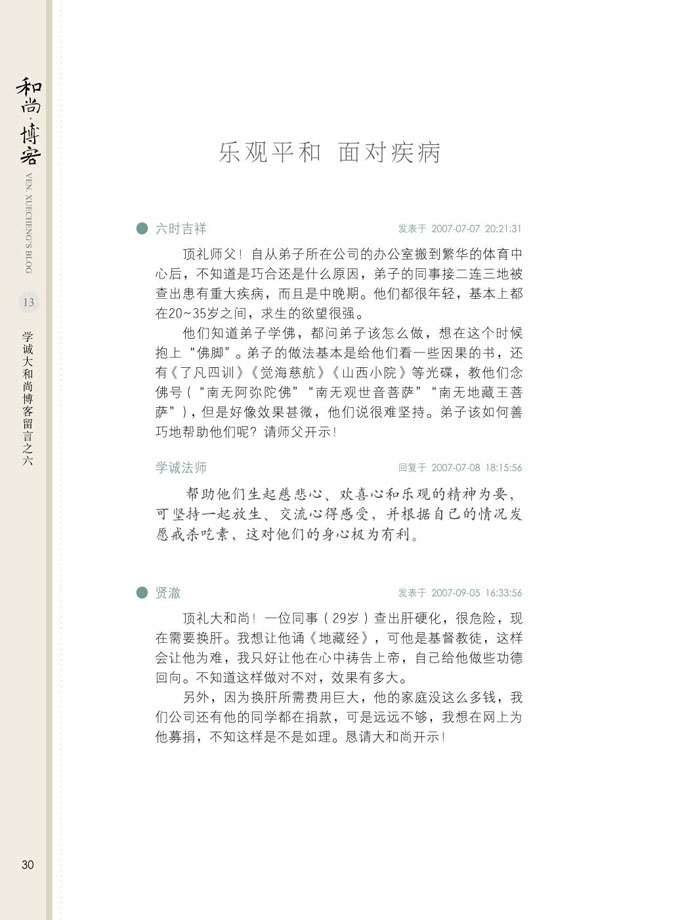 和尚·博客
VEN. XUECHENG'S BLOG
13
学诚大和尚博客留言之六
乐观平和 面对疾病
六时吉祥 发表于 2007-07-07 20:21:31
顶礼师父！自从弟子所在公司的办公室搬到繁华的体育中
心后，不知道是巧合还是什么原因，弟子的同事接二连三地被
查出患有重大疾病，而且是中晚期。他们都很年轻，基本上都
在20~35岁之间，求生的欲望很强。
他们知道弟子学佛，都问弟子该怎么做，想在这个时候
抱上“佛脚”。弟子的做法基本是给他们看一些因果的书，还
有《了凡四训》《觉海慈航》《山西小院》等光碟，教他们念
佛号（“南无阿弥陀佛”“南无观世音菩萨”“南无地藏王菩
萨”），但是好像效果甚微，他们说很难坚持。弟子该如何善
巧地帮助他们呢？请师父开示！
学诚法师 回复于 2007-07-08 18:15:56
帮助他们生起慈悲心、欢喜心和乐观的精神为要，
可坚持一起放生、交流心得感受，并根据自己的情况发
愿戒杀吃素，这对他们的身心极为有利。
贤澈 发表于 2007-09-05 16:33:56
顶礼大和尚！一位同事（29岁）查出肝硬化，很危险，现
在需要换肝。我想让他诵《地藏经》，可他是基督教徒，这样
会让他为难，我只好让他在心中祷告上帝，自己给他做些功德
回向。不知道这样做对不对，效果有多大。
另外，因为换肝所需费用巨大，他的家庭没这么多钱，我
们公司还有他的同学都在捐款，可是远远不够，我想在网上为
他募捐，不知这样是不是如理。恳请大和尚开示！
30